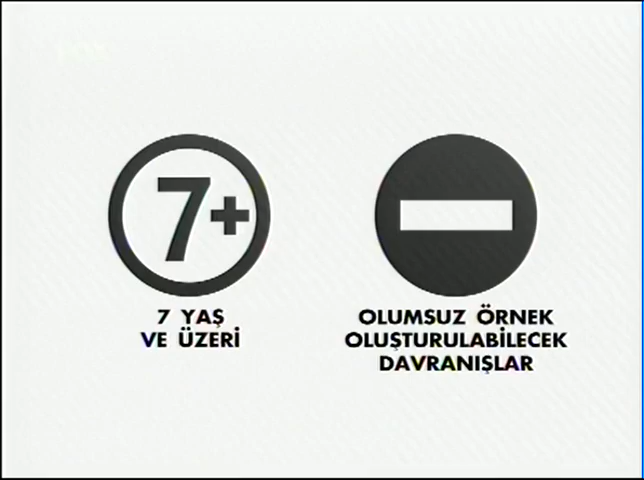 7+
7 YAŞ
VE ÜZERİ
OLUMSUZ ÖRNEK
OLUŞTURULABİLECEK
DAVRANIŞLAR